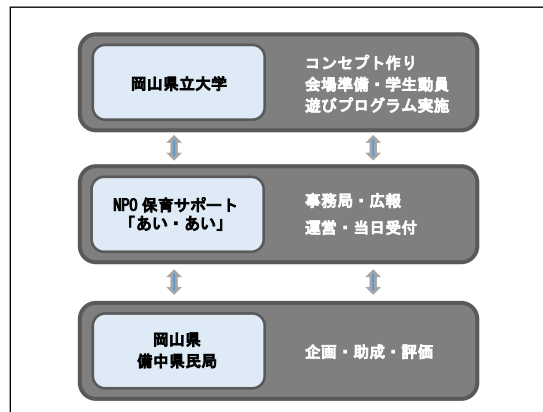 岡山県立大学
コンセプト作り
会場準備・学生動員
遊びプログラム実施
NPO 保育サポート
「あい・あい」
事務局・広報
運営・当日受付
岡山県
備中県民局
企画・助成・評価